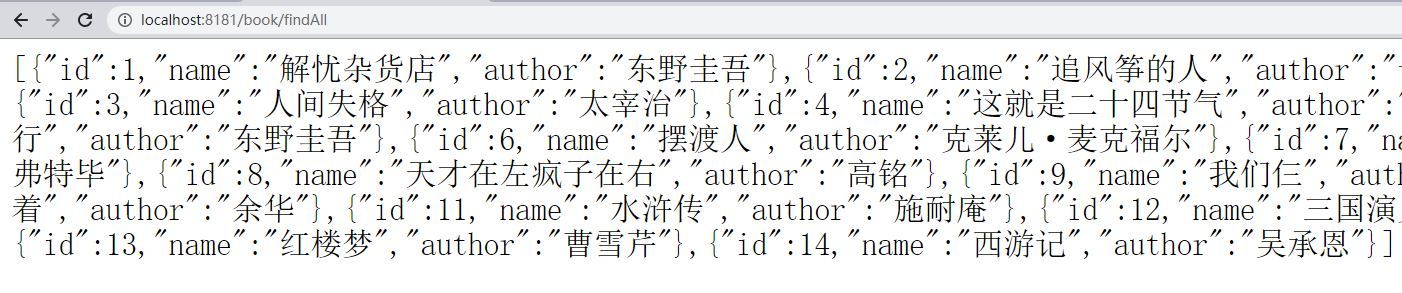 localhost:8181/book/findAll
[{"id":1,"name":"解忧杂货店","author":"东野圭吾"},{"id":2,"name":"追风筝的人","author":"
{"id":3,"name":"人间失格","author":"太宰治"},{"id":4,"name":"这就是二十四节气","author":
行","author":"东野圭吾"},{"id":6,"name":"摆渡人","author":"克莱儿·麦克福尔"},{"id":7,"na
弗特毕"},{"id":8,"name":"天才在左疯子在右","author":"高铭"},{"id":9,"name":"我们仨","aut
着","author":"余华"},{"id":11,"name":"水浒传","author":"施耐庵"},{"id":12,"name":"三国演
{"id":13,"name":"红楼梦","author":"曹雪芹"},{"id":14,"name":"西游记","author":"吴承恩"}]